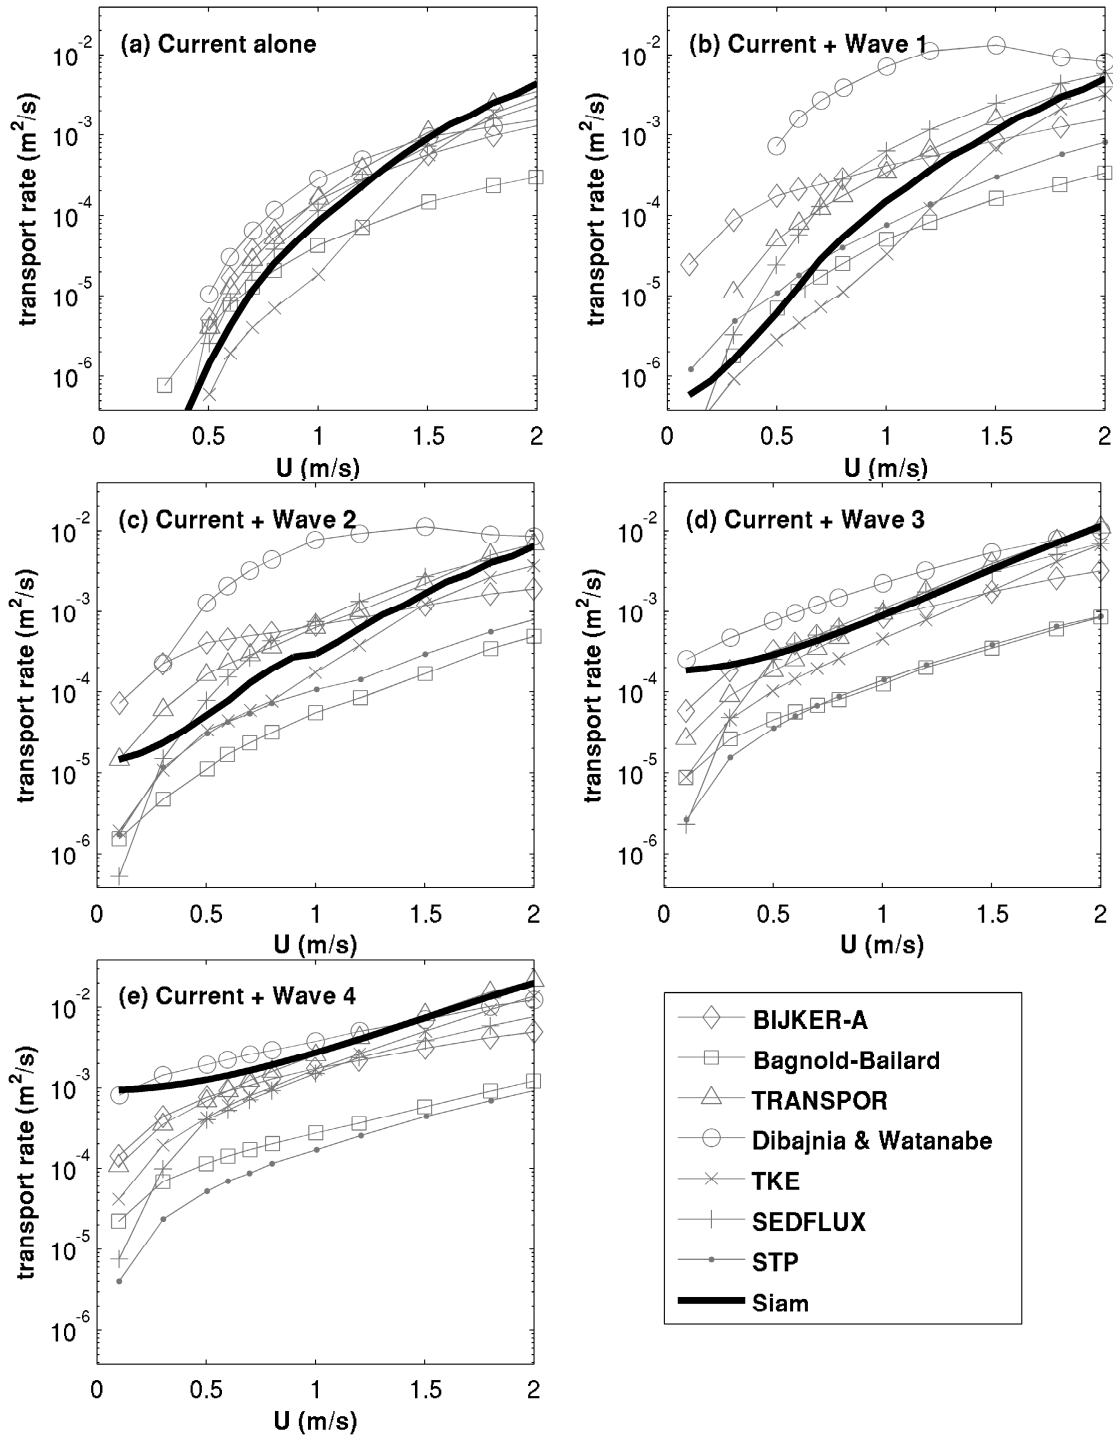 (a) Current alone
transport rate (m²/s)
10⁻²
10⁻³
10⁻⁴
10⁻⁵
10⁻⁶
0 0.5 1 1.5 2
U (m/s)
(b) Current + Wave 1
transport rate (m²/s)
10⁻²
10⁻³
10⁻⁴
10⁻⁵
10⁻⁶
0 0.5 1 1.5 2
U (m/s)
(c) Current + Wave 2
transport rate (m²/s)
10⁻²
10⁻³
10⁻⁴
10⁻⁵
10⁻⁶
0 0.5 1 1.5 2
U (m/s)
(d) Current + Wave 3
transport rate (m²/s)
10⁻²
10⁻³
10⁻⁴
10⁻⁵
10⁻⁶
0 0.5 1 1.5 2
U (m/s)
(e) Current + Wave 4
transport rate (m²/s)
10⁻²
10⁻³
10⁻⁴
10⁻⁵
10⁻⁶
0 0.5 1 1.5 2
U (m/s)
BIJKER-A
Bagnold-Bailard
TRANSPOR
Dibajnia & Watanabe
TKE
SEDFLUX
STP
Siam